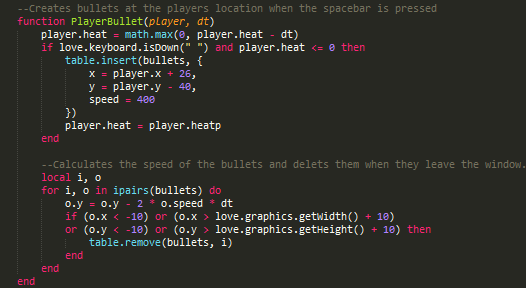 --Creates bullets at the players location when the spacebar is pressed
function PlayerBullet(player, dt)
    player.heat = math.max(0, player.heat - dt)
    if love.keyboard.isDown(" ") and player.heat <= 0 then
        table.insert(bullets, {
            x = player.x + 26,
            y = player.y - 40,
            speed = 400
        })
        player.heat = player.heatp
    end

    --Calculates the speed of the bullets and deletes them when they leave the window.
    local i, o
    for i, o in ipairs(bullets) do
        o.y = o.y - 2 * o.speed * dt
        if (o.x < -10) or (o.x > love.graphics.getWidth() + 10)
        or (o.y < -10) or (o.y > love.graphics.getHeight() + 10) then
            table.remove(bullets, i)
        end
    end
end